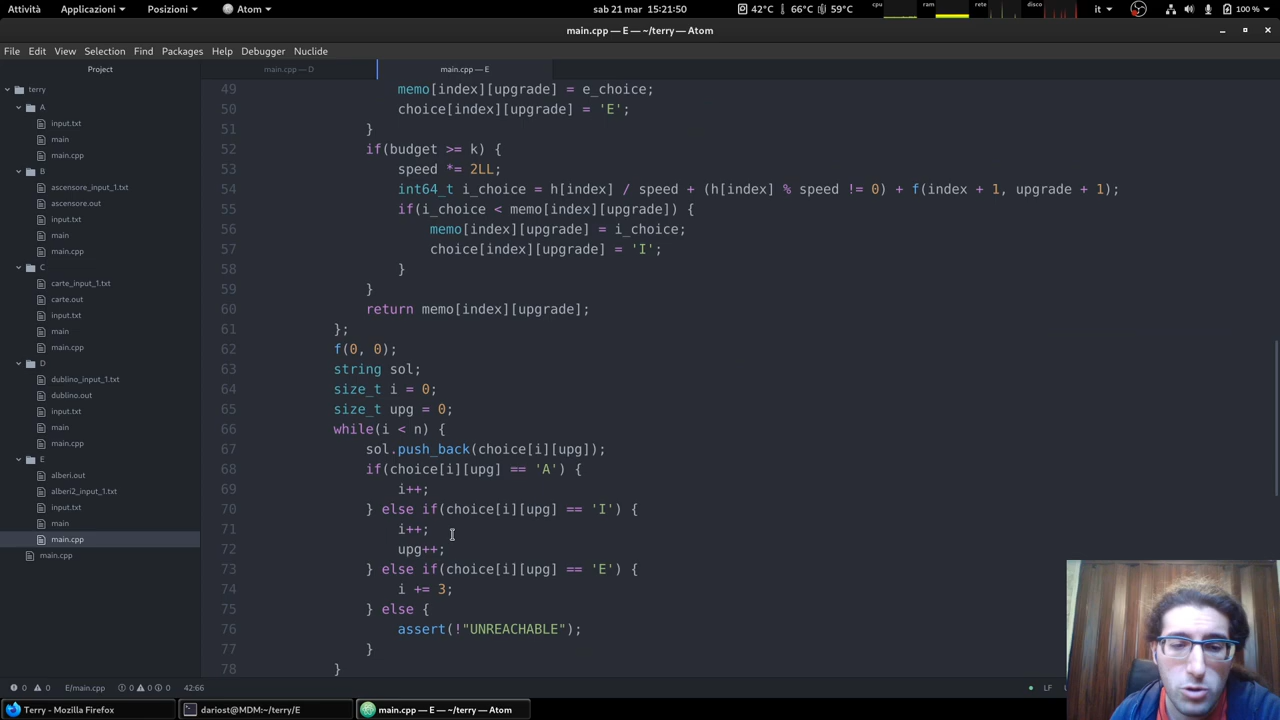 Attività Applicazioni Posizioni Atom sab 21 mar 15:21:50 cpu ram 42°C 66°C 59°C rete disco it 100 %
main.cpp — E — ~/terry — Atom
File Edit View Selection Find Packages Help Debugger Nuclide
Project main.cpp — D main.cpp — E
terry
A
input.txt
main
main.cpp
B
ascensore_input_1.txt
ascensore.out
input.txt
main
main.cpp
C
carte_input_1.txt
carte.out
input.txt
main
main.cpp
D
dublino_input_1.txt
dublino.out
input.txt
main
main.cpp
E
alberi.out
alberi2_input_1.txt
input.txt
main
main.cpp
main.cpp
49 memo[index][upgrade] = e_choice;
50 choice[index][upgrade] = 'E';
51 }
52 if(budget >= k) {
53 speed *= 2LL;
54 int64_t i_choice = h[index] / speed + (h[index] % speed != 0) + f(index + 1, upgrade + 1);
55 if(i_choice < memo[index][upgrade]) {
56 memo[index][upgrade] = i_choice;
57 choice[index][upgrade] = 'I';
58 }
59 }
60 return memo[index][upgrade];
61 };
62 f(0, 0);
63 string sol;
64 size_t i = 0;
65 size_t upg = 0;
66 while(i < n) {
67 sol.push_back(choice[i][upg]);
68 if(choice[i][upg] == 'A') {
69 i++;
70 } else if(choice[i][upg] == 'I') {
71 i++;
72 upg++;
73 } else if(choice[i][upg] == 'E') {
74 i += 3;
75 } else {
76 assert(!"UNREACHABLE");
77 }
78 }
0 0 E/main.cpp 0 0 0 42:66 LF
Terry - Mozilla Firefox dariost@MDM:~/terry/E main.cpp — E — ~/terry — Atom